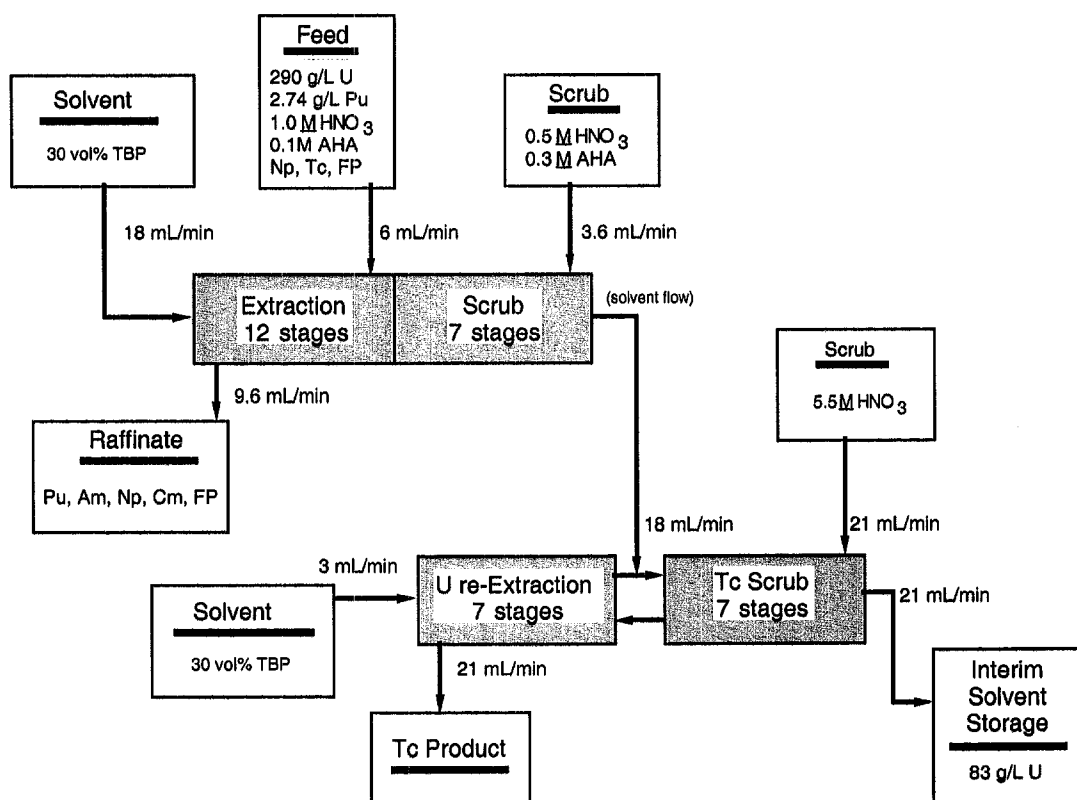 Feed
290 g/L U
2.74 g/L Pu
1.0 M HNO3
0.1M AHA
Np, Tc, FP
Solvent
30 vol% TBP
Scrub
0.5 M HNO3
0.3 M AHA
18 mL/min
6 mL/min
3.6 mL/min
Extraction
12 stages
Scrub
7 stages
(solvent flow)
9.6 mL/min
Raffinate
Pu, Am, Np, Cm, FP
Scrub
5.5M HNO3
18 mL/min
21 mL/min
3 mL/min
Solvent
30 vol% TBP
U re-Extraction
7 stages
Tc Scrub
7 stages
21 mL/min
21 mL/min
Tc Product
Interim
Solvent
Storage
83 g/L U